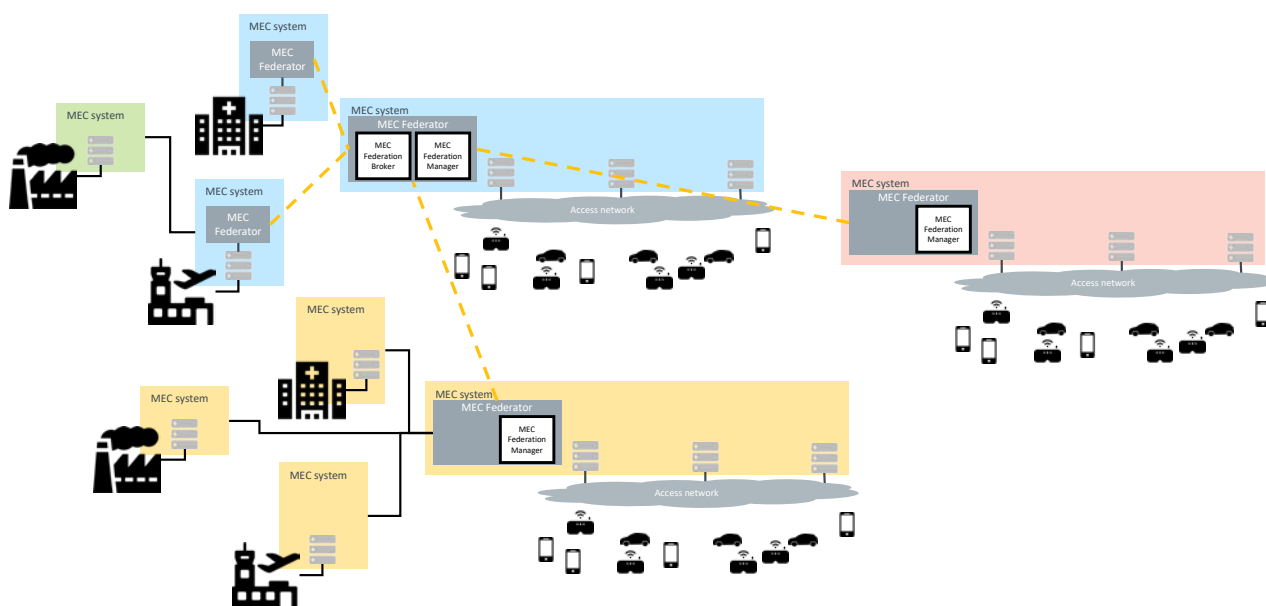 MEC system
MEC
Federator
MEC system
MEC system
MEC Federator
MEC
Federation
Broker
MEC
Federation
Manager
Access network
MEC system
MEC
Federator
MEC system
MEC Federator
MEC
Federation
Manager
Access network
MEC system
MEC system
MEC system
MEC system
MEC Federator
MEC
Federation
Manager
Access network